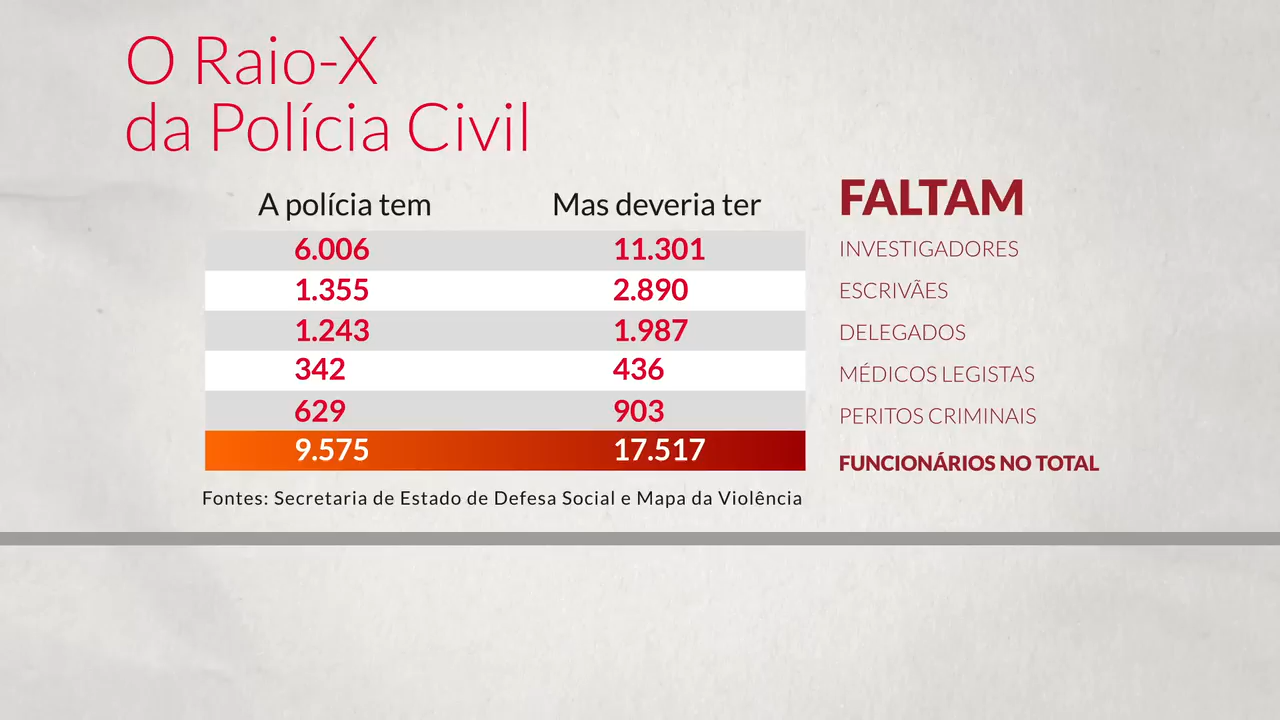 O Raio-X
da Polícia Civil
A polícia tem Mas deveria ter FALTAM
6.006 11.301 INVESTIGADORES
1.355 2.890 ESCRIVÃES
1.243 1.987 DELEGADOS
342 436 MÉDICOS LEGISTAS
629 903 PERITOS CRIMINAIS
9.575 17.517 FUNCIONÁRIOS NO TOTAL
Fontes: Secretaria de Estado de Defesa Social e Mapa da Violência